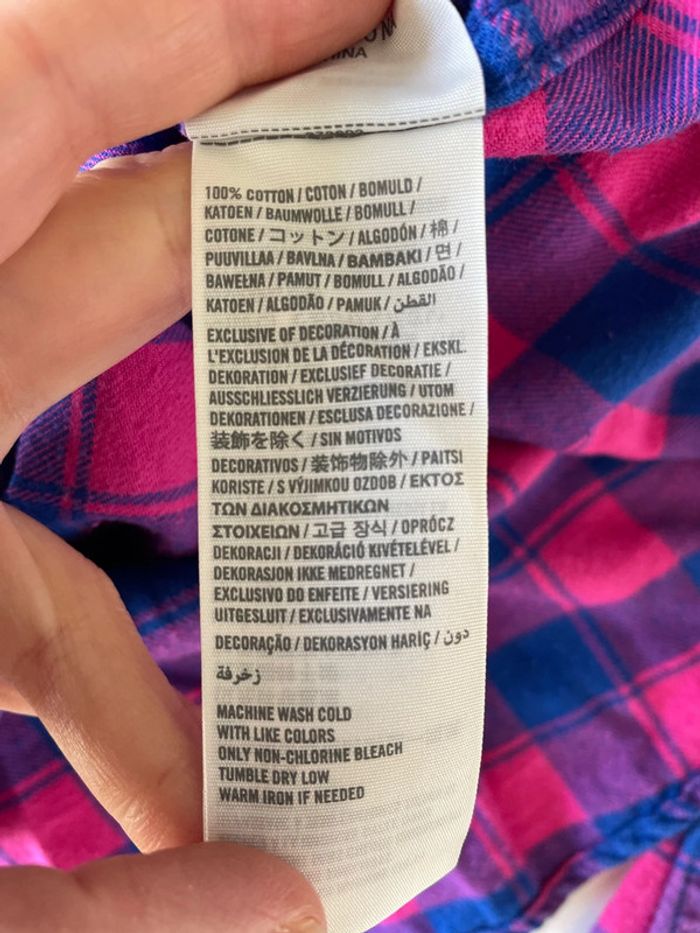 100% COTTON / COTON / BOMULD /
KATOEN / BAUMWOLLE / BOMULL /
COTONE / コットン / ALGODÓN / 棉 /
PUUVILLAA / BAVLNA / BAMBAKI / 면 /
BAWEŁNA / PAMUT / BOMULL / ALGODÃO /
KATOEN / ALGODÃO / PAMUK / القطن
EXCLUSIVE OF DECORATION / À
L'EXCLUSION DE LA DÉCORATION / EKSKL.
DEKORATION / EXCLUSIEF DECORATIE /
AUSSCHLIESSLICH VERZIERUNG / UTOM
DEKORATIONEN / ESCLUSA DECORAZIONE /
装飾を除く / SIN MOTIVOS
DECORATIVOS / 装饰物除外 / PAITSI
KORISTE / S VÝJIMKOU OZDOB / ΕΚΤΟΣ
ΤΩΝ ΔΙΑΚΟΣΜΗΤΙΚΩΝ
ΣΤΟΙΧΕΙΩΝ / 고급 장식 / OPRÓCZ
DEKORACJI / DEKORÁCIÓ KIVÉTELÉVEL /
DEKORASJON IKKE MEDREGNET /
EXCLUSIVO DO ENFEITE / VERSIERING
UITGESLUIT / EXCLUSIVAMENTE NA
DECORAÇÃO / DEKORASYON HARİÇ / دون
زخرفة
MACHINE WASH COLD
WITH LIKE COLORS
ONLY NON-CHLORINE BLEACH
TUMBLE DRY LOW
WARM IRON IF NEEDED